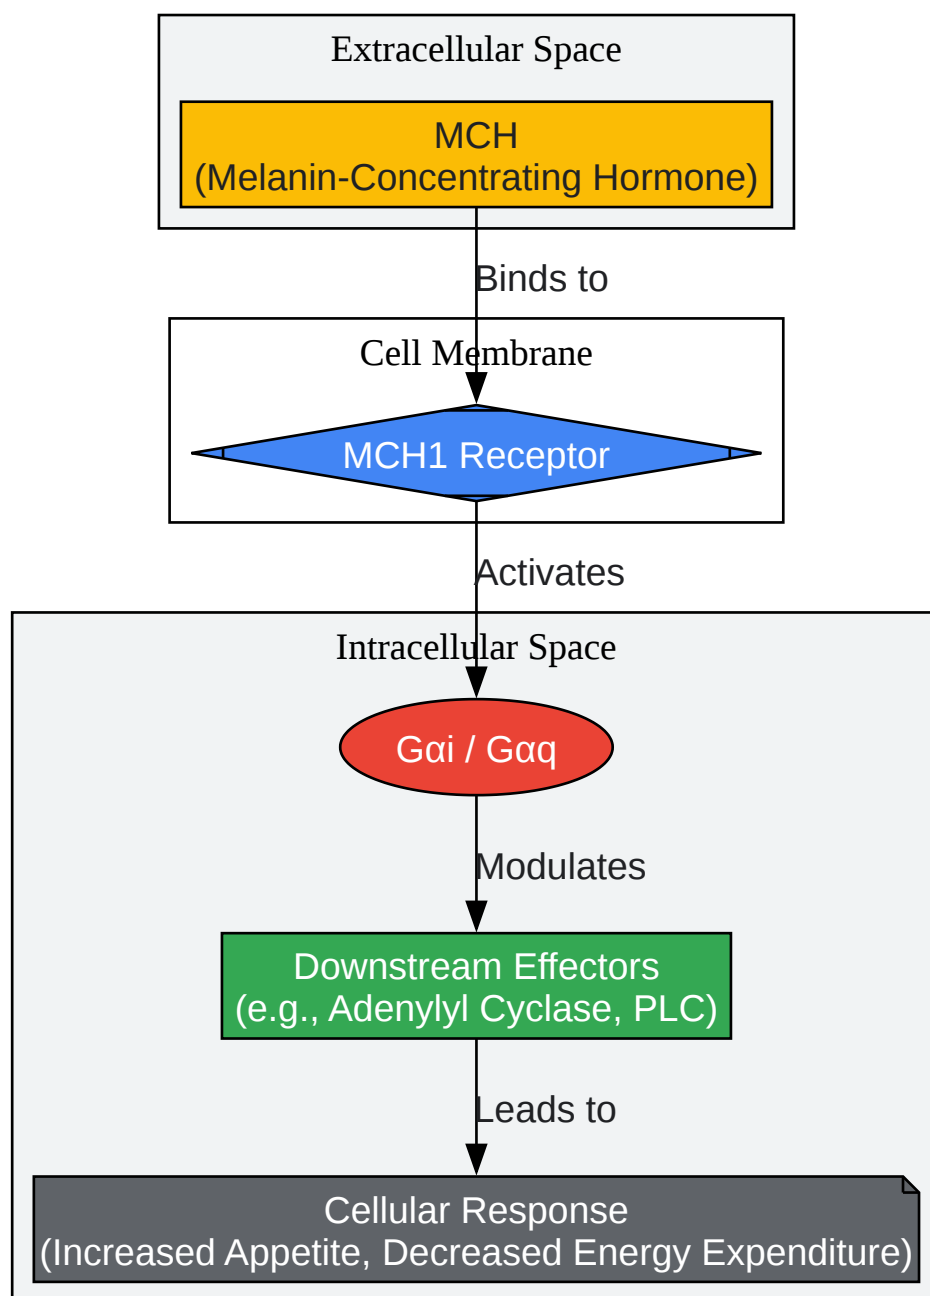 Extracellular Space
MCH
(Melanin-Concentrating Hormone)
Binds to
Cell Membrane
MCH1 Receptor
Activates
Intracellular Space
Gαi / Gαq
Modulates
Downstream Effectors
(e.g., Adenylyl Cyclase, PLC)
Leads to
Cellular Response
(Increased Appetite, Decreased Energy Expenditure)